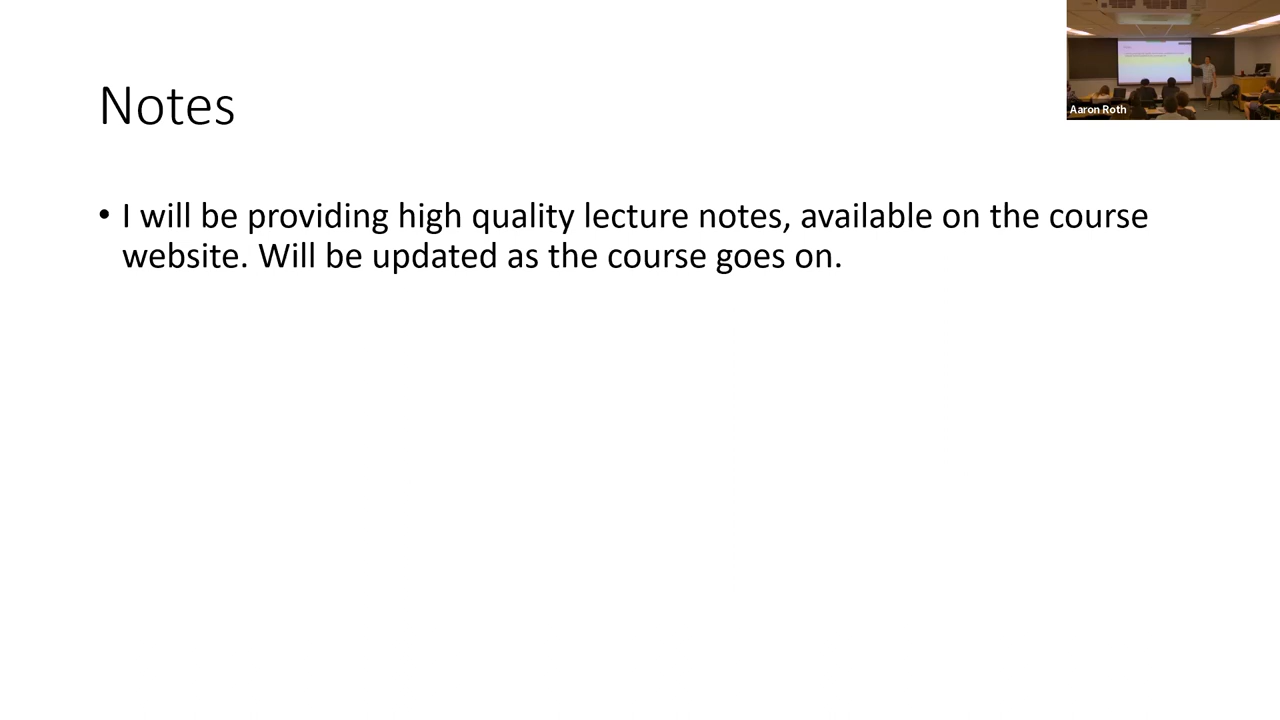 Notes
• I will be providing high quality lecture notes, available on the course
website. Will be updated as the course goes on.
Aaron Roth